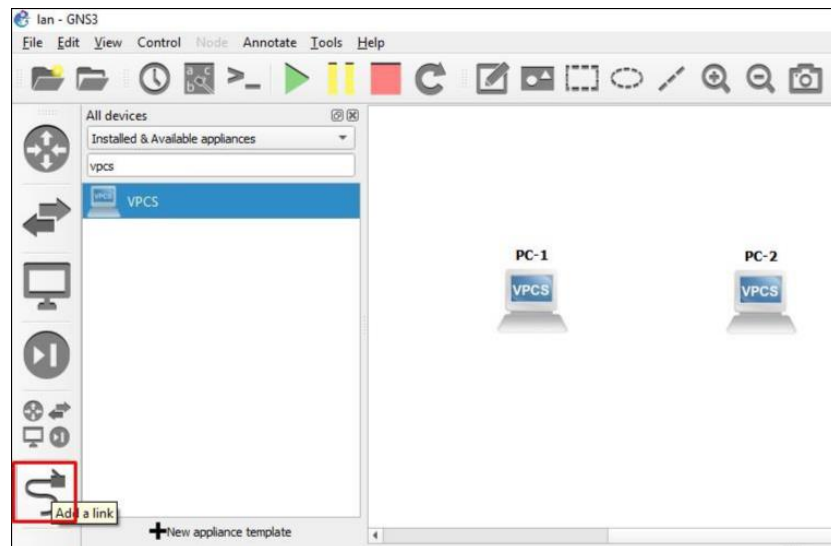 lan - GNS3
File Edit View Control Node Annotate Tools Help
All devices
Installed & Available appliances
vpcs
VPCS
PC-1
VPCS
PC-2
VPCS
Add a link
New appliance template